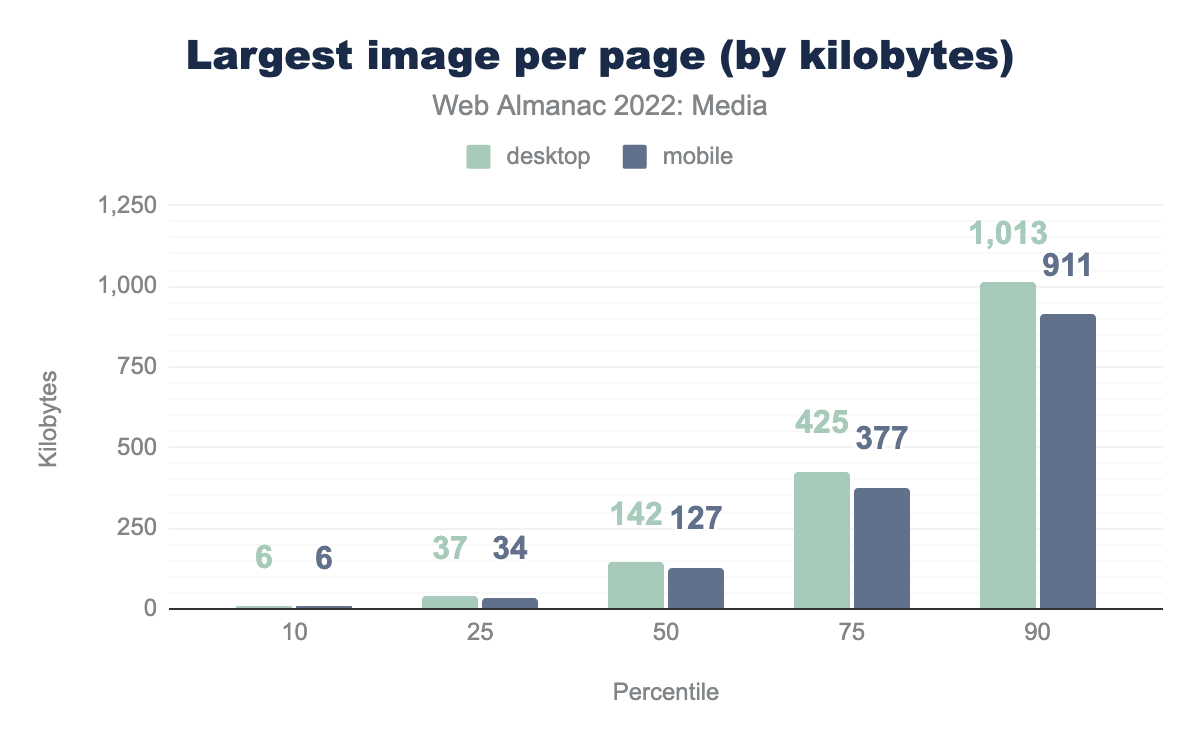 Largest image per page (by kilobytes)
Web Almanac 2022: Media
desktop mobile
1,250
1,000
750
500
250
0
Kilobytes
6 6
37 34
142 127
425 377
1,013 911
10 25 50 75 90
Percentile